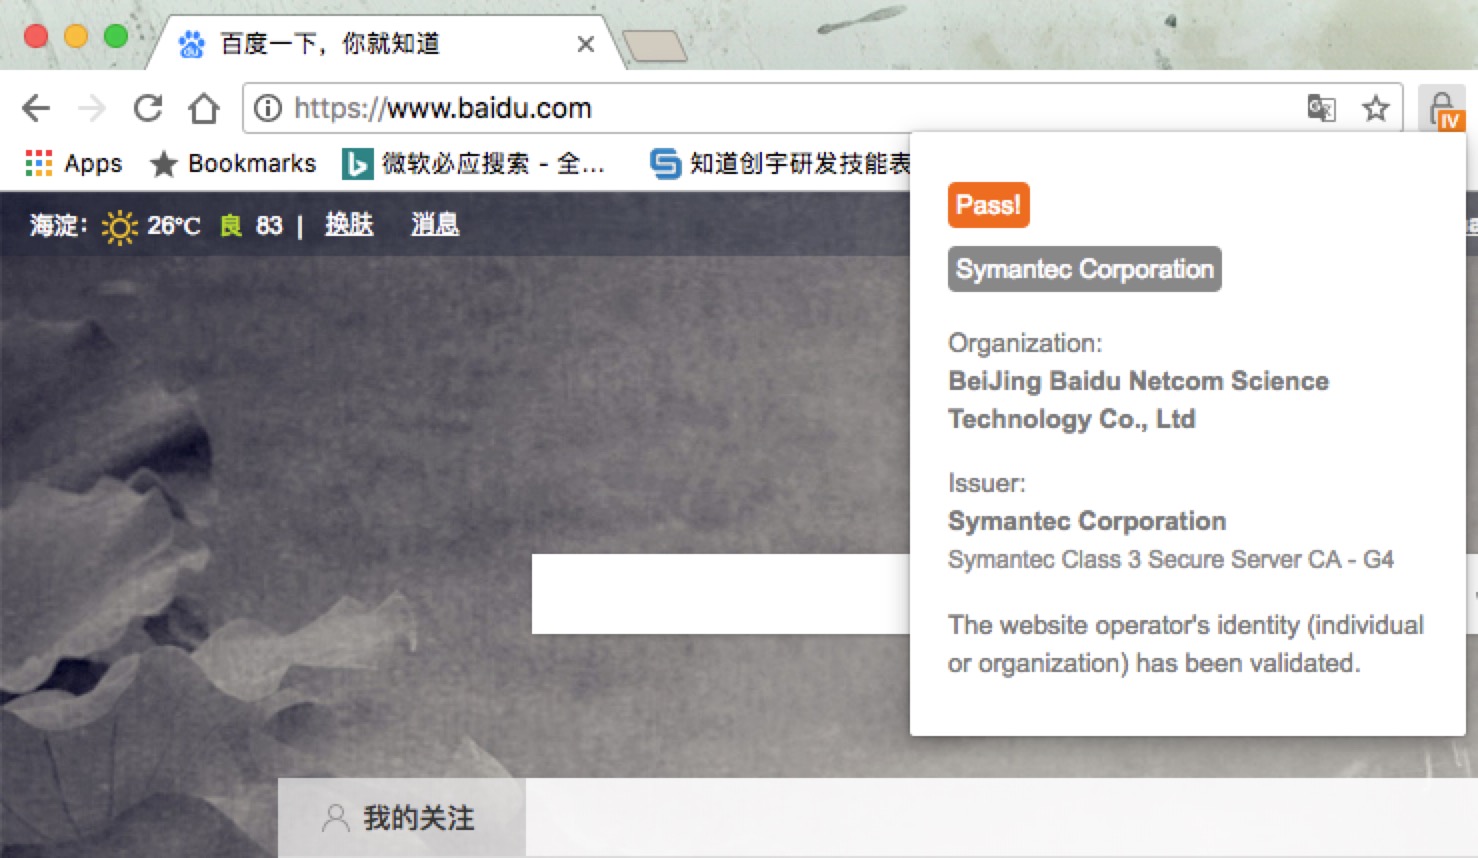 百度一下，你就知道
https://www.baidu.com
IV
Apps
Bookmarks
微软必应搜索 - 全...
知道创宇研发技能表
海淀：
26℃ 良 83 | 换肤 消息
Pass!
Symantec Corporation
Organization:
BeiJing Baidu Netcom Science
Technology Co., Ltd
Issuer:
Symantec Corporation
Symantec Class 3 Secure Server CA - G4
The website operator's identity (individual
or organization) has been validated.
我的关注